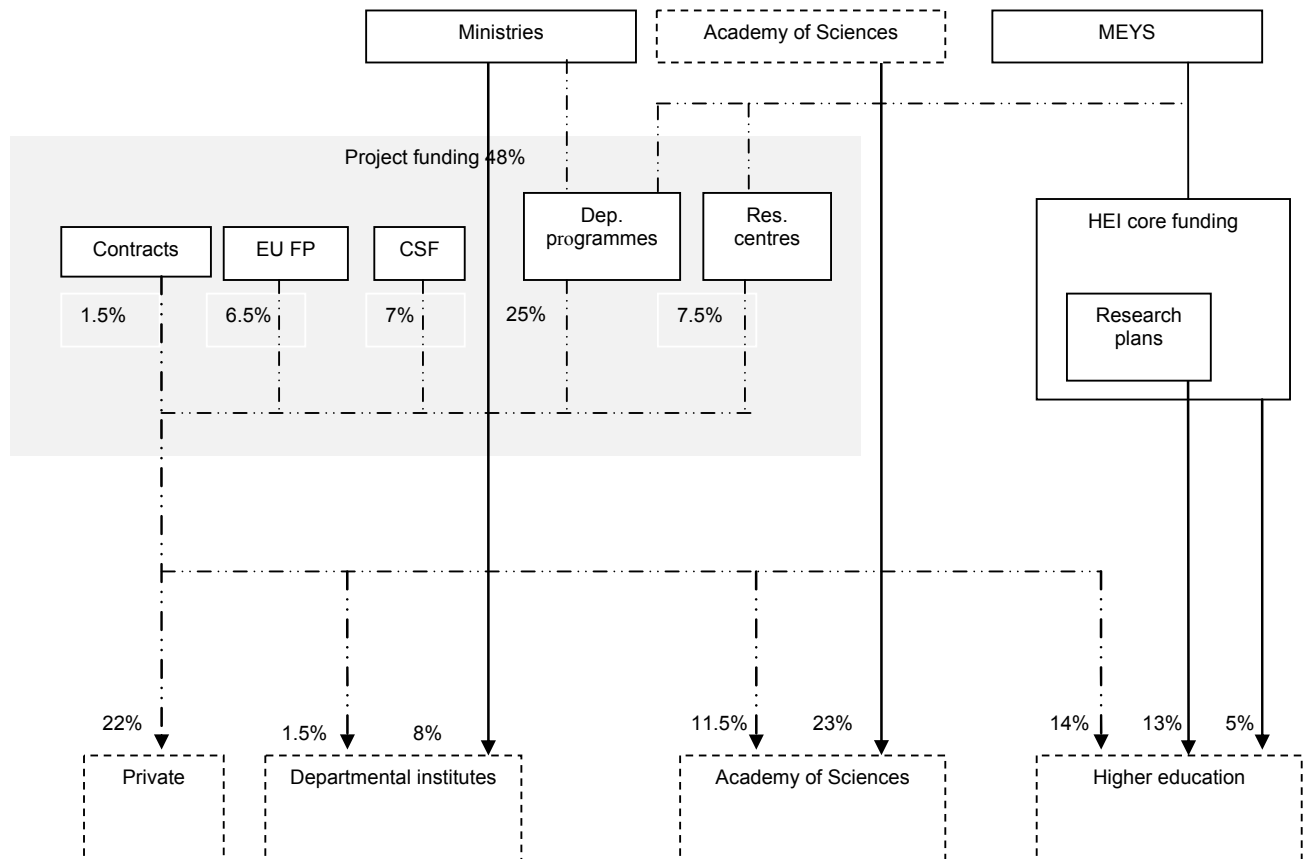 Ministries
Academy of Sciences
MEYS
Project funding 48%
Dep.
programmes
Res.
centres
HEI core funding
Contracts
EU FP
CSF
1.5%
6.5%
7%
25%
7.5%
Research
plans
22%
1.5%
8%
11.5%
23%
14%
13%
5%
Private
Departmental institutes
Academy of Sciences
Higher education